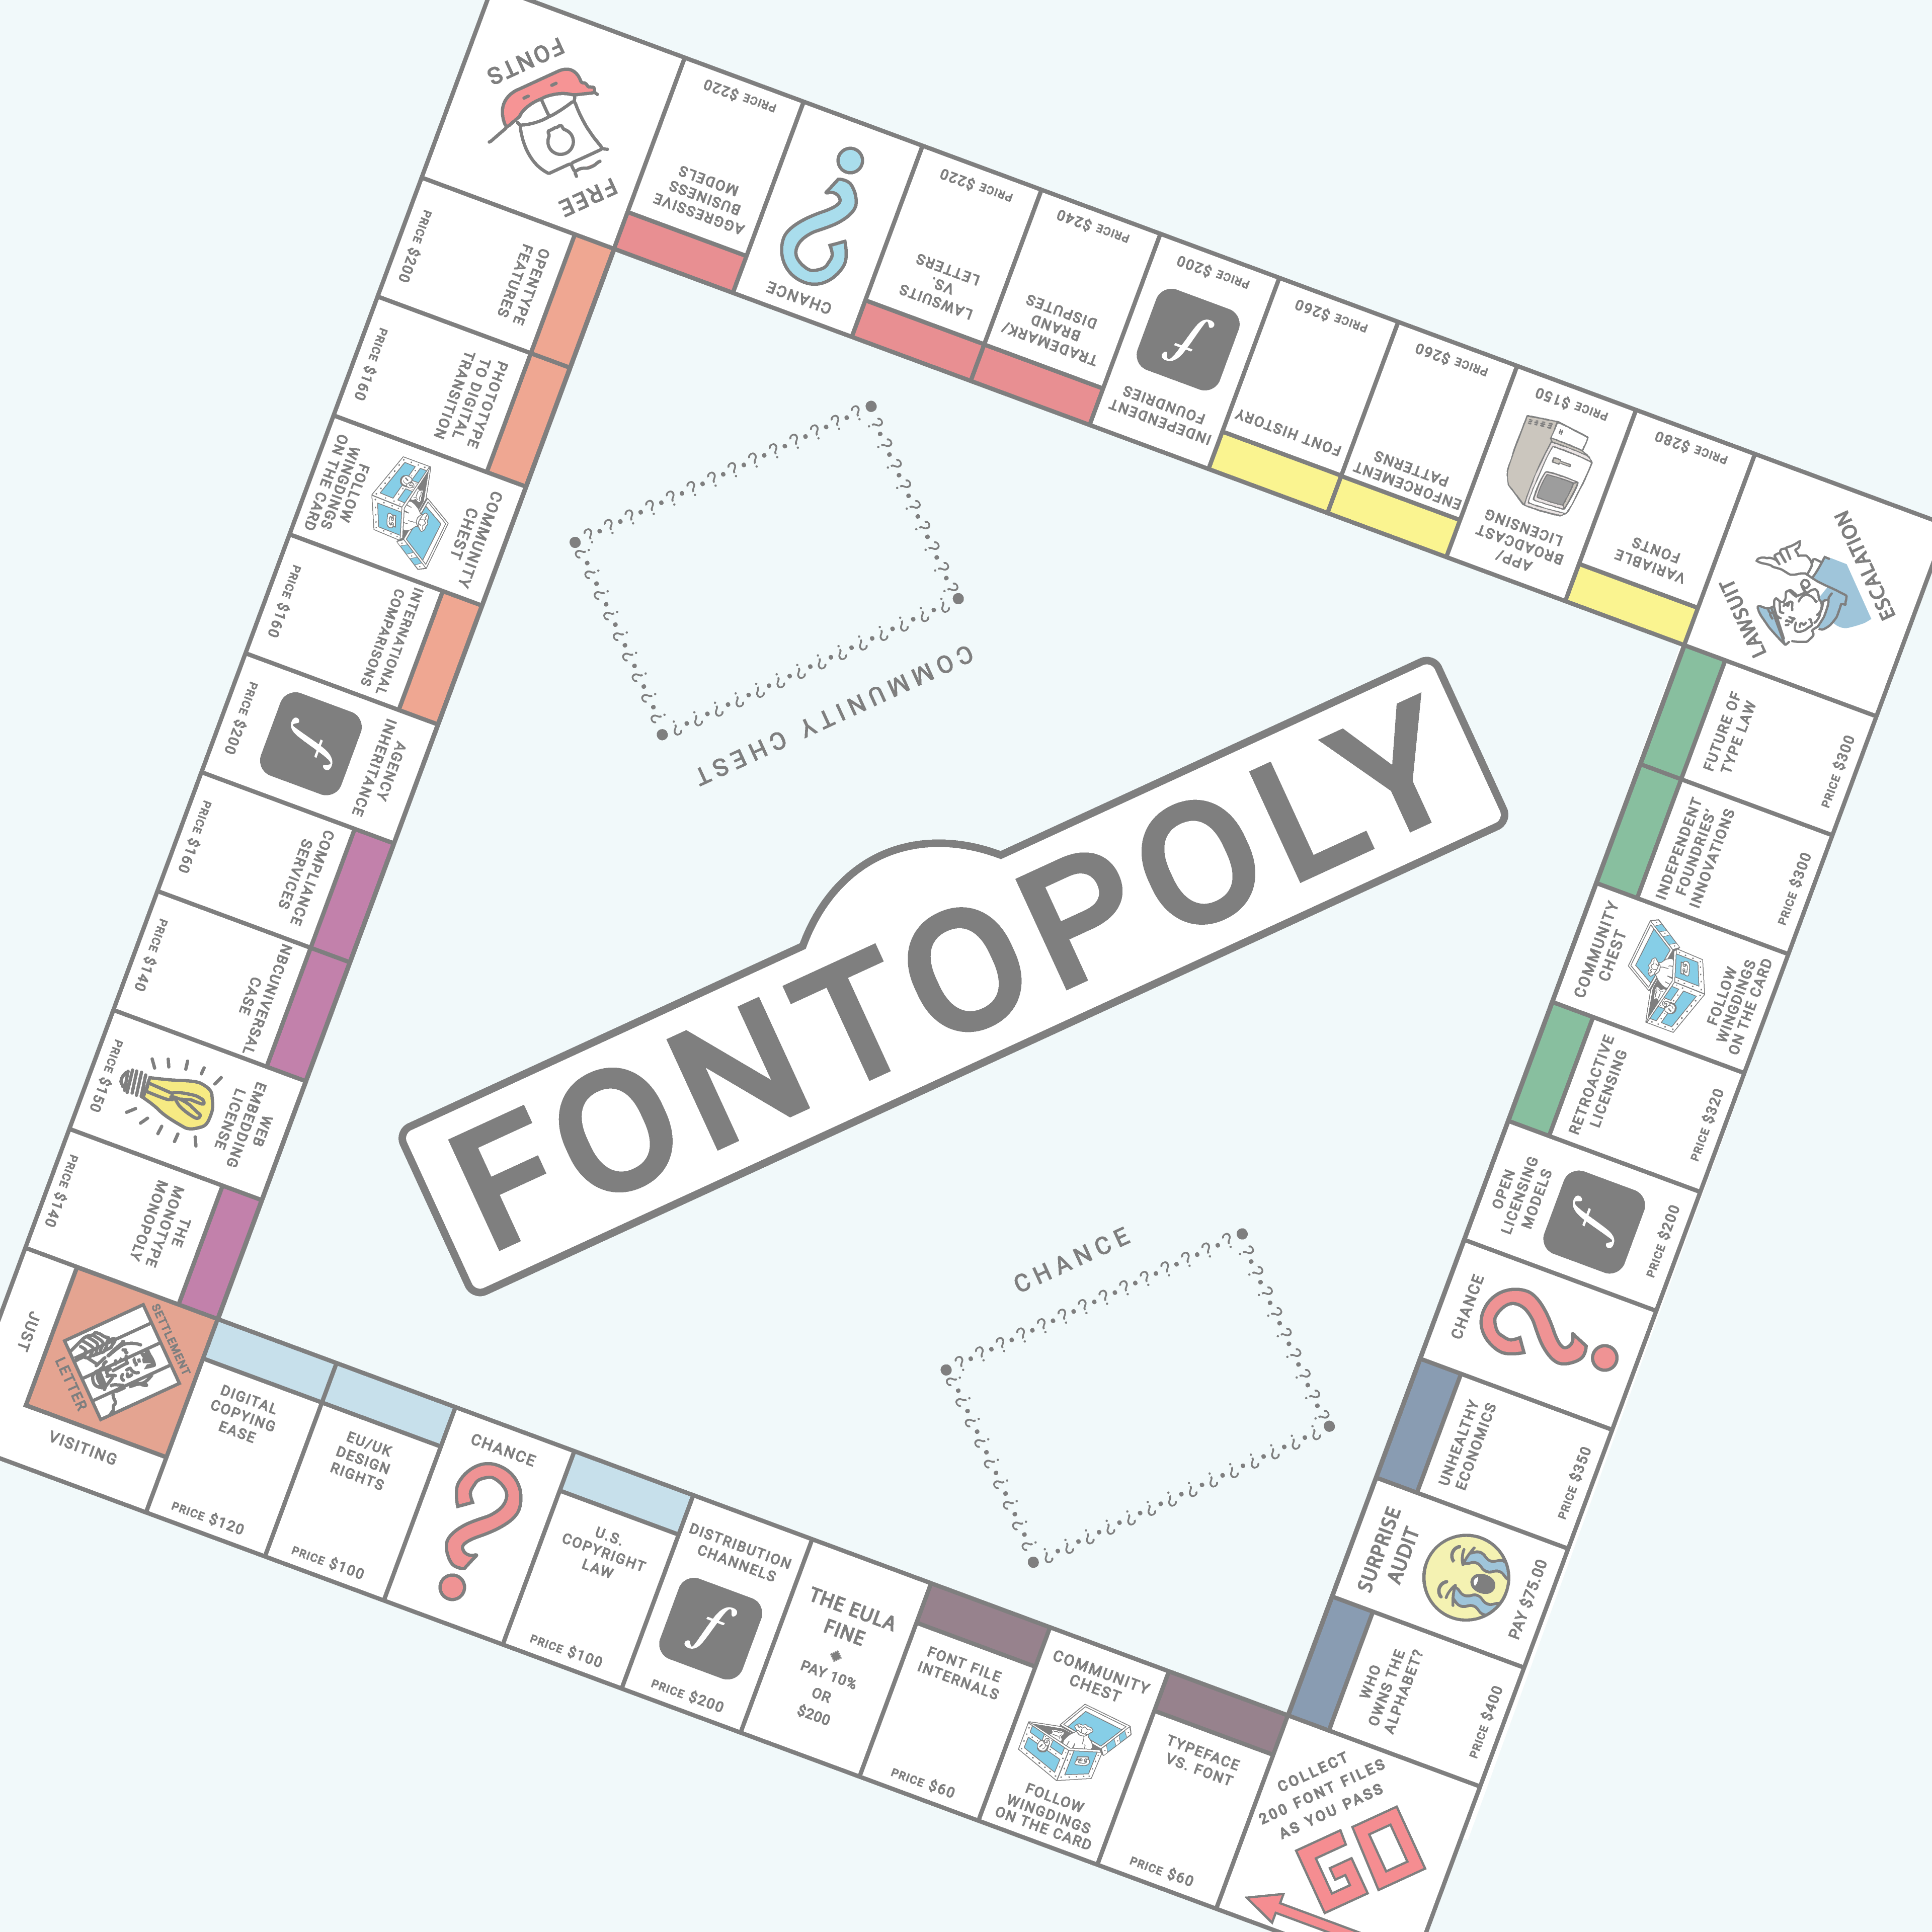 FONTOPOLY
COMMUNITY CHEST
CHANCE
COLLECT
200 FONT FILES
AS YOU PASS
GO
TYPEFACE
VS. FONT
PRICE $60
COMMUNITY
CHEST
FOLLOW
WINGDINGS
ON THE CARD
FONT FILE
INTERNALS
PRICE $60
THE EULA
FINE
PAY 10%
OR
$200
DISTRIBUTION
CHANNELS
f
PRICE $200
U.S.
COPYRIGHT
LAW
PRICE $100
CHANCE
?
EU/UK
DESIGN
RIGHTS
PRICE $100
DIGITAL
COPYING
EASE
PRICE $120
SETTLEMENT
LETTER
JUST
VISITING
THE
MONOTYPE
MONOPOLY
PRICE $140
WEB
EMBEDDING
LICENSE
PRICE $150
NBCUNIVERSAL
CASE
PRICE $140
COMPLIANCE
SERVICES
PRICE $160
AGENCY
INHERITANCE
f
PRICE $200
INTERNATIONAL
COMPARISONS
PRICE $160
COMMUNITY
CHEST
FOLLOW
WINGDINGS
ON THE CARD
PHOTOTYPE
TO DIGITAL
TRANSITION
PRICE $160
OPENTYPE
FEATURES
PRICE $200
FREE
FONTS
AGGRESSIVE
BUSINESS
MODELS
PRICE $220
CHANCE
?
LAWSUITS
VS.
LETTERS
PRICE $220
TRADEMARK/
BRAND
DISPUTES
PRICE $240
INDEPENDENT
FOUNDRIES
f
PRICE $200
FONT HISTORY
PRICE $260
ENFORCEMENT
PATTERNS
PRICE $260
APP/
BROADCAST
LICENSING
PRICE $150
VARIABLE
FONTS
PRICE $280
LAWSUIT
ESCALATION
FUTURE OF
TYPE LAW
PRICE $300
INDEPENDENT
FOUNDRIES'
INNOVATIONS
PRICE $300
COMMUNITY
CHEST
FOLLOW
WINGDINGS
ON THE CARD
RETROACTIVE
LICENSING
PRICE $320
OPEN
LICENSING
MODELS
f
PRICE $200
CHANCE
?
UNHEALTHY
ECONOMICS
PRICE $350
SURPRISE
AUDIT
PAY $75.00
WHO
OWNS THE
ALPHABET?
PRICE $400